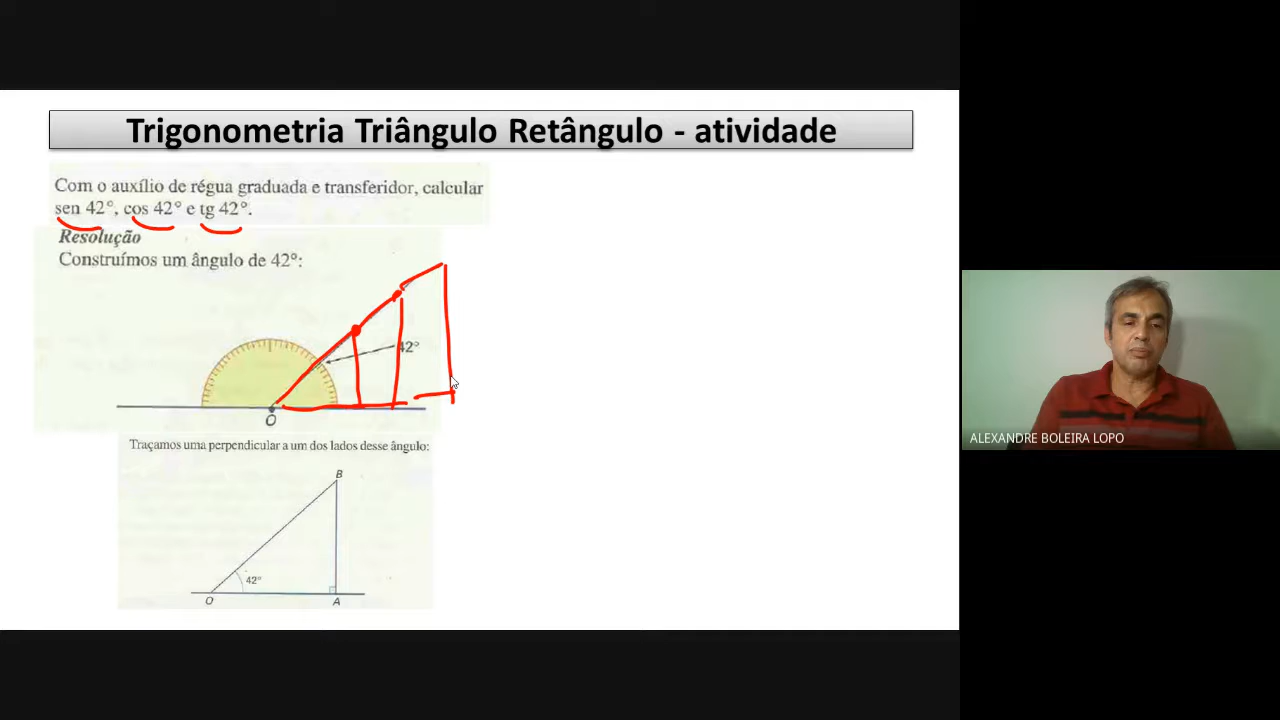 Trigonometria Triângulo Retângulo - atividade
Com o auxílio de régua graduada e transferidor, calcular
sen 42°, cos 42° e tg 42°.
Resolução
Construímos um ângulo de 42°:
42°
O
Traçamos uma perpendicular a um dos lados desse ângulo:
B
42°
O
A
ALEXANDRE BOLEIRA LOPO